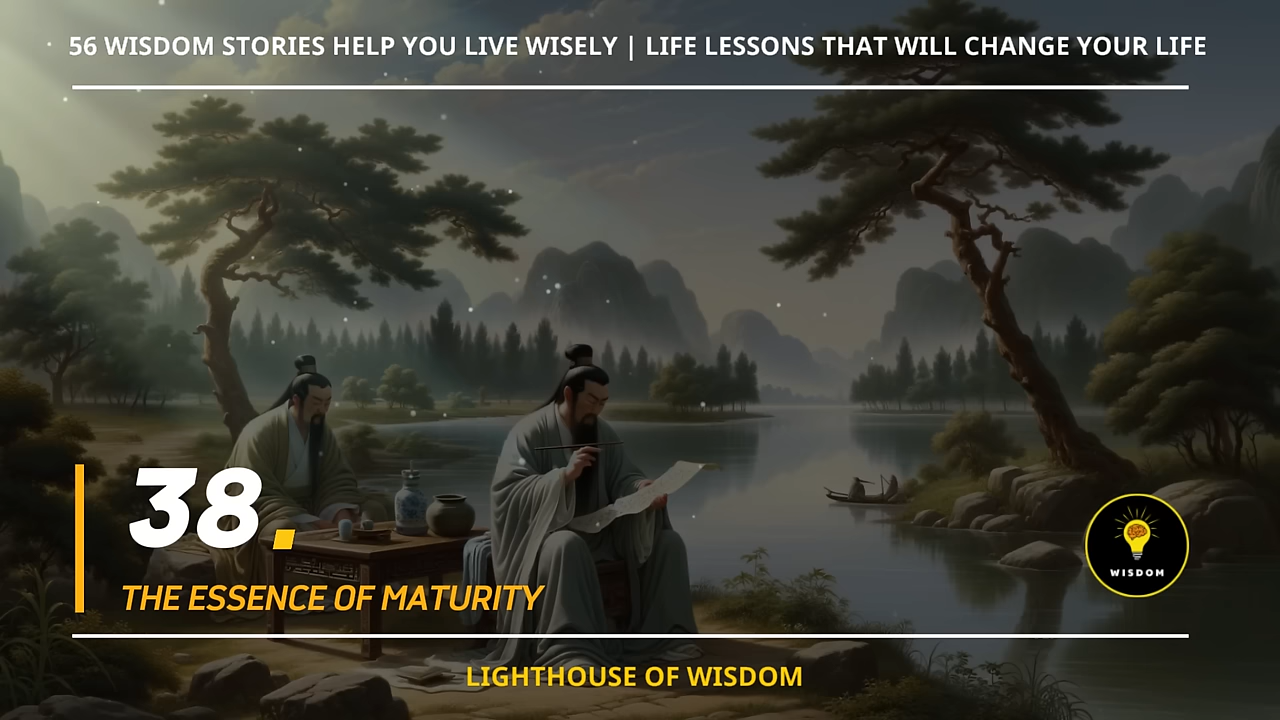 56 WISDOM STORIES HELP YOU LIVE WISELY | LIFE LESSONS THAT WILL CHANGE YOUR LIFE
38.
THE ESSENCE OF MATURITY
WISDOM
LIGHTHOUSE OF WISDOM